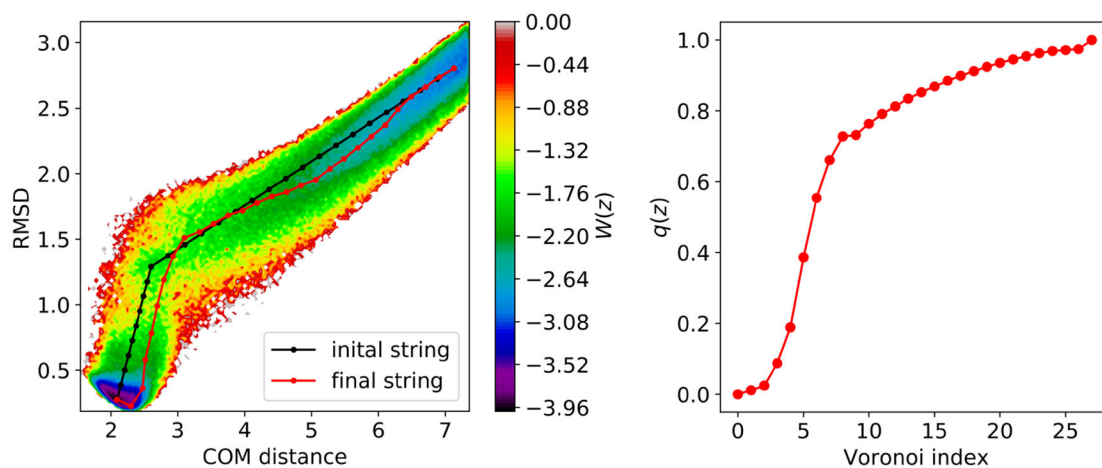 3.0
2.5
2.0
1.5
1.0
0.5
RMSD
2 3 4 5 6 7
COM distance
inital string
final string
0.00
−0.44
−0.88
−1.32
−1.76
−2.20
−2.64
−3.08
−3.52
−3.96
W(z)
1.0
0.8
0.6
0.4
0.2
0.0
q(z)
0 5 10 15 20 25
Voronoi index